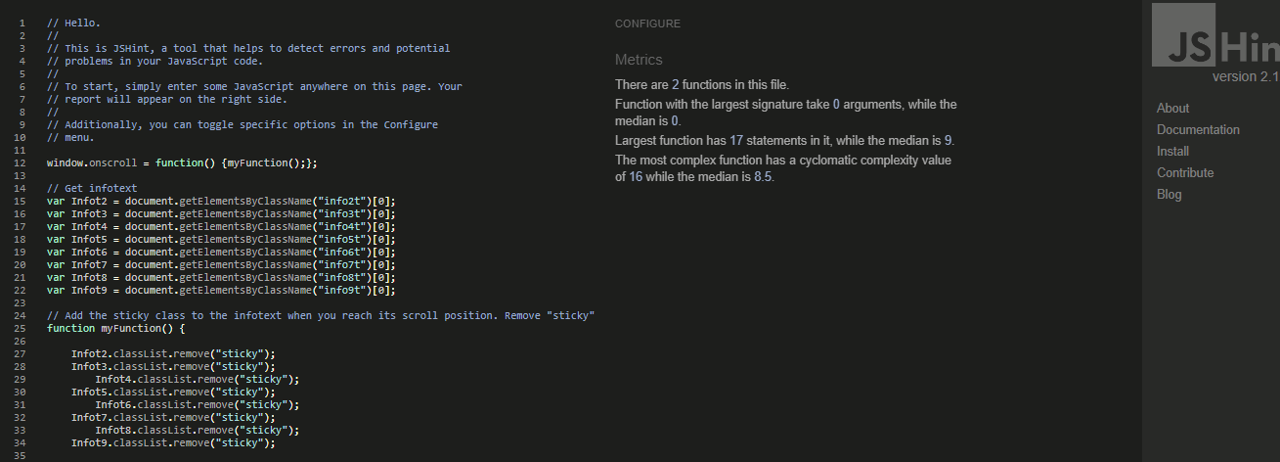 1 // Hello.
2 //
3 // This is JSHint, a tool that helps to detect errors and potential
4 // problems in your JavaScript code.
5 //
6 // To start, simply enter some JavaScript anywhere on this page. Your
7 // report will appear on the right side.
8 //
9 // Additionally, you can toggle specific options in the Configure
10 // menu.
11
12 window.onscroll = function() {myFunction();};
13
14 // Get infotext
15 var Infot2 = document.getElementsByClassName("info2t")[0];
16 var Infot3 = document.getElementsByClassName("info3t")[0];
17 var Infot4 = document.getElementsByClassName("info4t")[0];
18 var Infot5 = document.getElementsByClassName("info5t")[0];
19 var Infot6 = document.getElementsByClassName("info6t")[0];
20 var Infot7 = document.getElementsByClassName("info7t")[0];
21 var Infot8 = document.getElementsByClassName("info8t")[0];
22 var Infot9 = document.getElementsByClassName("info9t")[0];
23
24 // Add the sticky class to the infotext when you reach its scroll position. Remove "sticky"
25 function myFunction() {
26
27 Infot2.classList.remove("sticky");
28 Infot3.classList.remove("sticky");
29 Infot4.classList.remove("sticky");
30 Infot5.classList.remove("sticky");
31 Infot6.classList.remove("sticky");
32 Infot7.classList.remove("sticky");
33 Infot8.classList.remove("sticky");
34 Infot9.classList.remove("sticky");
35
CONFIGURE
Metrics
There are 2 functions in this file.
Function with the largest signature take 0 arguments, while the
median is 0.
Largest function has 17 statements in it, while the median is 9.
The most complex function has a cyclomatic complexity value
of 16 while the median is 8.5.
JSHin
version 2.1
About
Documentation
Install
Contribute
Blog